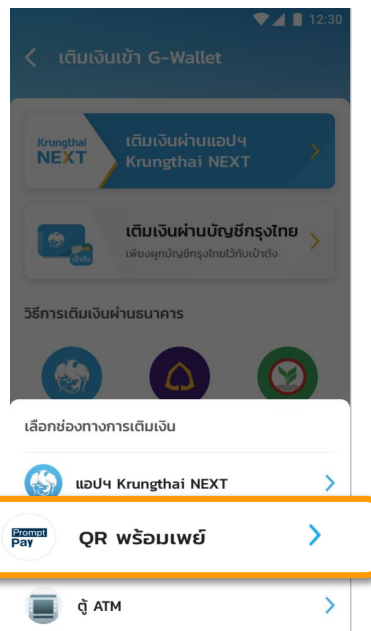 12:30
เติมเงินเข้า G-Wallet
Krungthai
NEXT
เติมเงินผ่านแอปฯ
Krungthai NEXT
เติมเงินผ่านบัญชีกรุงไทย
เพียงผูกบัญชีกรุงไทยไว้กับเป๋าตัง
เป๋าตัง
วิธีการเติมเงินผ่านธนาคาร
เลือกช่องทางการเติมเงิน
แอปฯ Krungthai NEXT
Prompt
Pay
QR พร้อมเพย์
ตู้ ATM